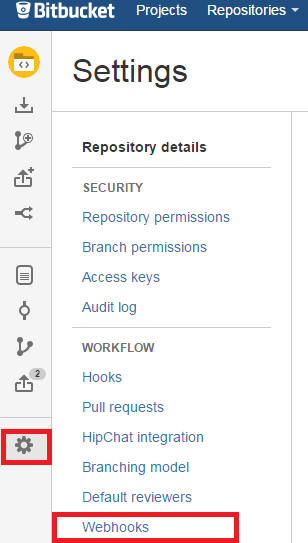 Bitbucket Projects Repositories
Settings
Repository details
SECURITY
Repository permissions
Branch permissions
Access keys
Audit log
WORKFLOW
Hooks
2
Pull requests
HipChat integration
Branching model
Default reviewers
Webhooks